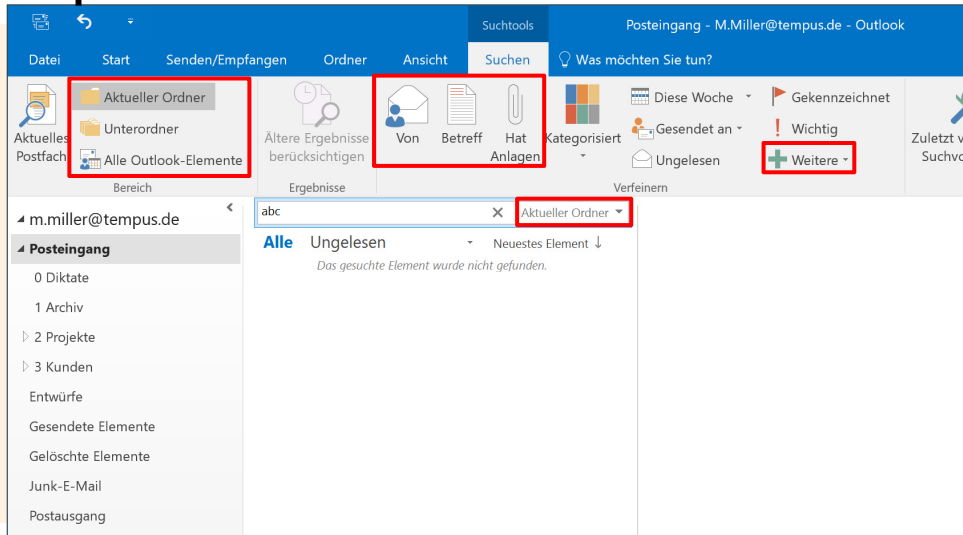 Suchtools
Posteingang - M.Miller@tempus.de - Outlook
Datei Start Senden/Empfangen Ordner Ansicht Suchen Was möchten Sie tun?
Aktuelles Postfach
Aktueller Ordner
Unterordner
Alle Outlook-Elemente
Bereich
Ältere Ergebnisse
berücksichtigen
Ergebnisse
Von
Betreff
Hat
Anlagen
Kategorisiert
Diese Woche
Gesendet an
Ungelesen
Gekennzeichnet
Wichtig
Weitere
Verfeinern
Zuletzt v
Suchvo
m.miller@tempus.de
Posteingang
0 Diktate
1 Archiv
2 Projekte
3 Kunden
Entwürfe
Gesendete Elemente
Gelöschte Elemente
Junk-E-Mail
Postausgang
abc
Aktueller Ordner
Alle Ungelesen Neuestes Element ↓
Das gesuchte Element wurde nicht gefunden.